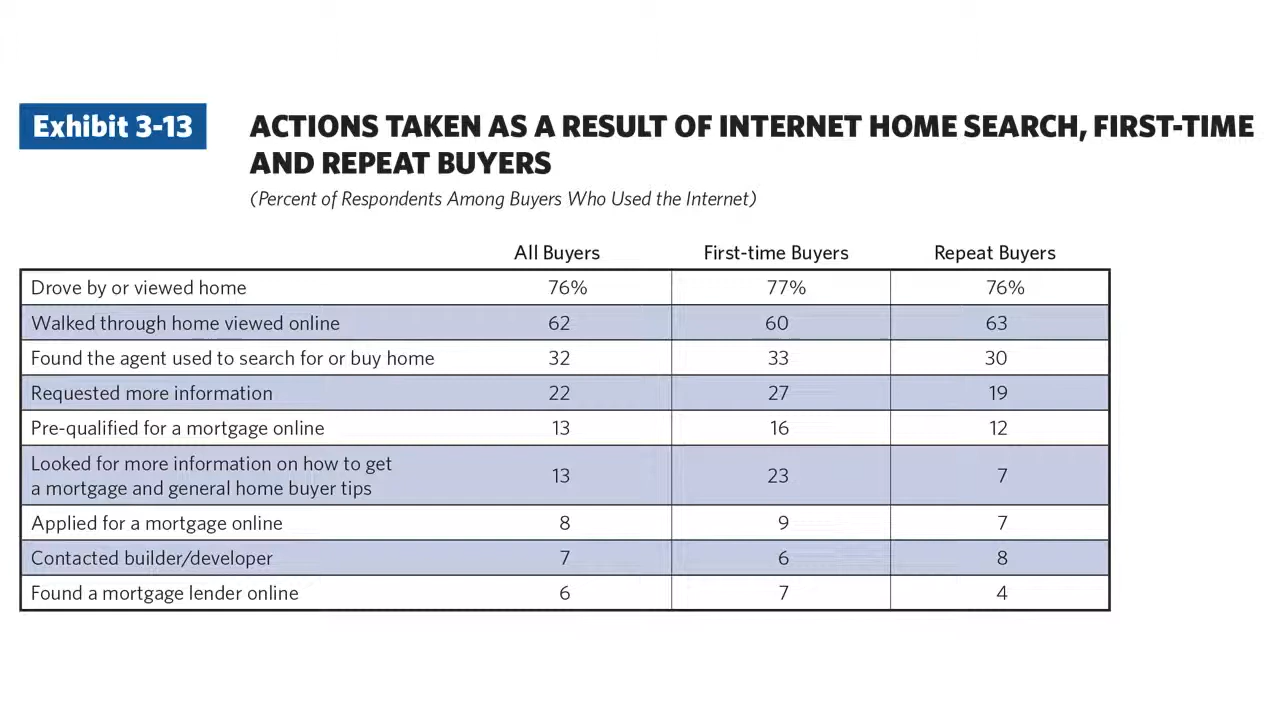 Exhibit 3-13
ACTIONS TAKEN AS A RESULT OF INTERNET HOME SEARCH, FIRST-TIME
AND REPEAT BUYERS
(Percent of Respondents Among Buyers Who Used the Internet)
All Buyers First-time Buyers Repeat Buyers
Drove by or viewed home 76% 77% 76%
Walked through home viewed online 62 60 63
Found the agent used to search for or buy home 32 33 30
Requested more information 22 27 19
Pre-qualified for a mortgage online 13 16 12
Looked for more information on how to get
a mortgage and general home buyer tips 13 23 7
Applied for a mortgage online 8 9 7
Contacted builder/developer 7 6 8
Found a mortgage lender online 6 7 4